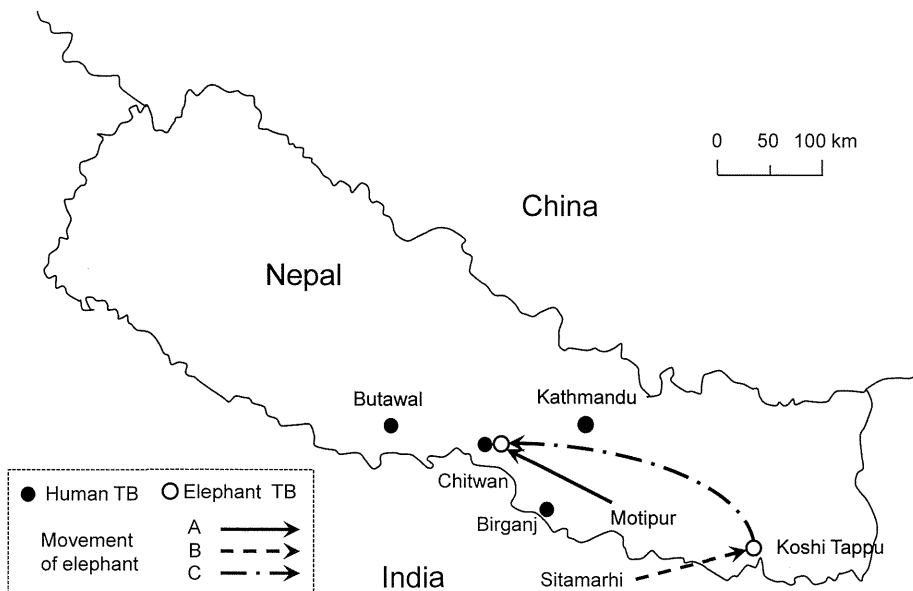 0 50 100 km
China
Nepal
Butawal
Kathmandu
Chitwan
Birganj
Motipur
Koshi Tappu
Sitamarhi
India
Human TB Elephant TB
Movement
of elephant
A
B
C